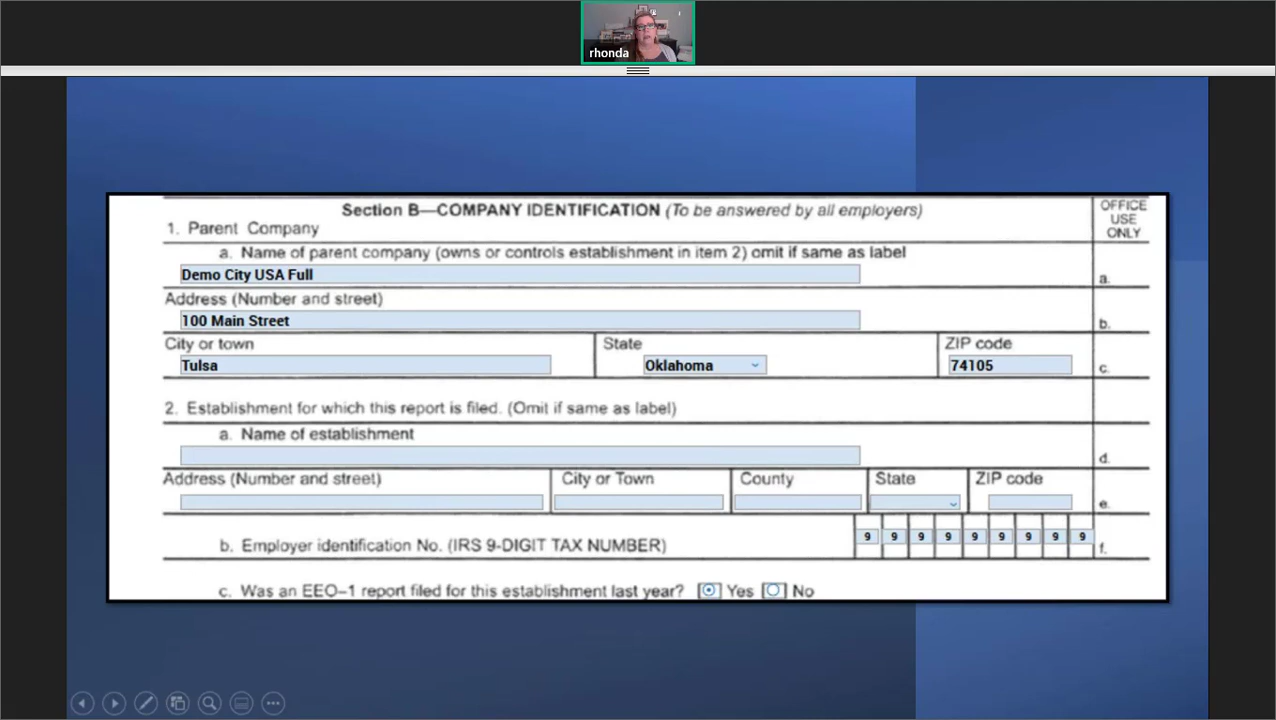 rhonda
Section B—COMPANY IDENTIFICATION (To be answered by all employers)
OFFICE
USE
ONLY
1. Parent Company
a. Name of parent company (owns or controls establishment in item 2) omit if same as label
Demo City USA Full
a.
Address (Number and street)
100 Main Street
b.
City or town State ZIP code
Tulsa Oklahoma 74105
c.
2. Establishment for which this report is filed. (Omit if same as label)
a. Name of establishment
d.
Address (Number and street) City or Town County State ZIP code
e.
b. Employer identification No. (IRS 9-DIGIT TAX NUMBER) 9 9 9 9 9 9 9 9 9
f.
c. Was an EEO–1 report filed for this establishment last year? Yes No